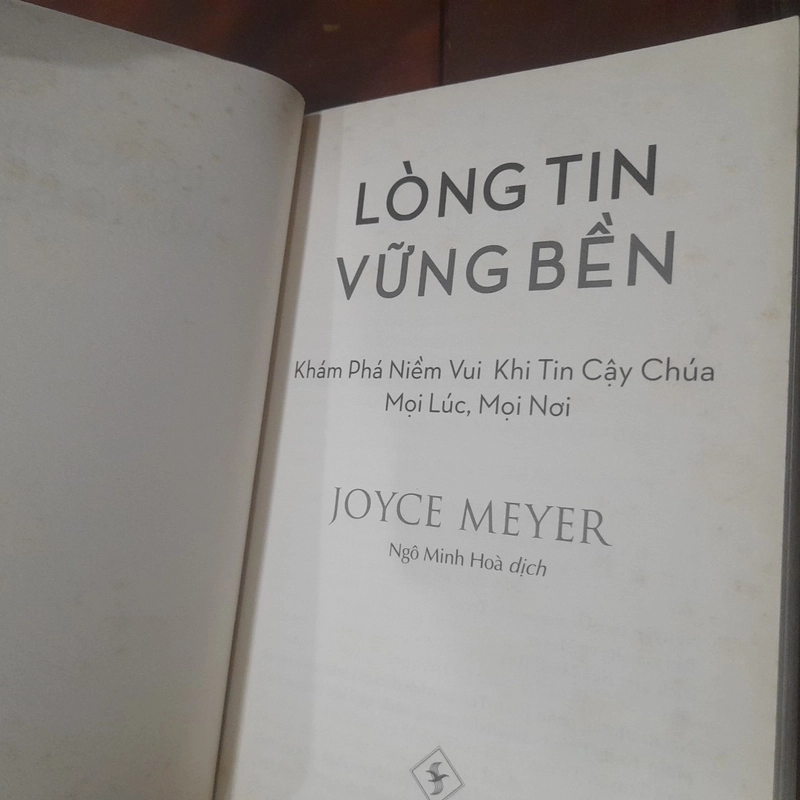 LÒNG TIN
VỮNG BỀN
Khám Phá Niềm Vui Khi Tin Cậy Chúa
Mọi Lúc, Mọi Nơi
JOYCE MEYER
Ngô Minh Hoà dịch